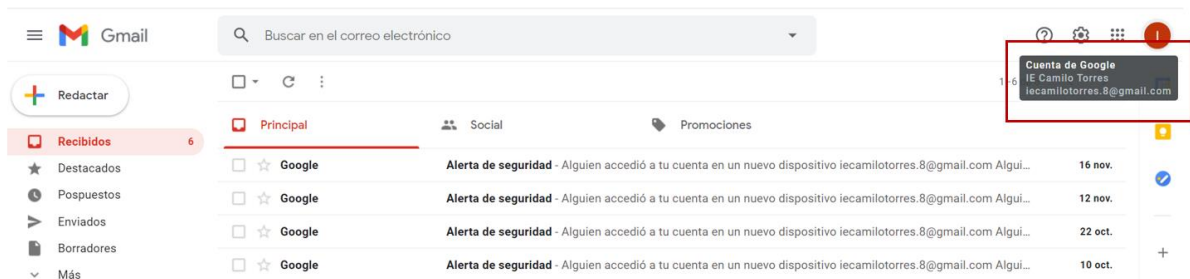 Gmail
Buscar en el correo electrónico
Cuenta de Google
IE Camilo Torres
iecamilotorres.8@gmail.com
Redactar
Principal
Social
Promociones
Recibidos 6
Destacados
Pospuestos
Enviados
Borradores
Más
Google Alerta de seguridad - Alguien accedió a tu cuenta en un nuevo dispositivo iecamilotorres.8@gmail.com Algui... 16 nov.
Google Alerta de seguridad - Alguien accedió a tu cuenta en un nuevo dispositivo iecamilotorres.8@gmail.com Algui... 12 nov.
Google Alerta de seguridad - Alguien accedió a tu cuenta en un nuevo dispositivo iecamilotorres.8@gmail.com Algui... 22 oct.
Google Alerta de seguridad - Alguien accedió a tu cuenta en un nuevo dispositivo iecamilotorres.8@gmail.com Algui... 10 oct.